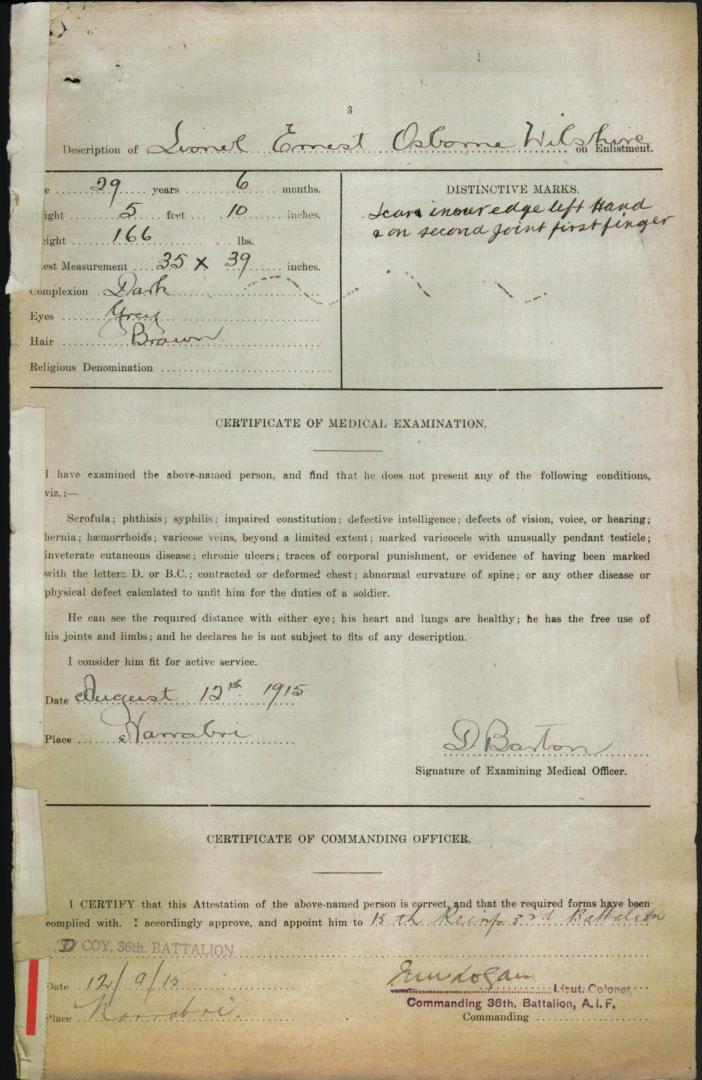 3
Description of Lionel Ernest Osborne Wilshire on Enlistment.
29 years 6 months.
5 feet 10 inches.
166 lbs.
Chest Measurement 35 x 39 inches.
Complexion Dark
Eyes Grey
Hair Brown
Religious Denomination
DISTINCTIVE MARKS.
Scars inner edge left Hand
& on second joint first finger
CERTIFICATE OF MEDICAL EXAMINATION.
I have examined the above-named person, and find that he does not present any of the following conditions,
viz.:—
Scrofula; phthisis; syphilis; impaired constitution; defective intelligence; defects of vision, voice, or hearing;
hernia; hæmorrhoids; varicose veins, beyond a limited extent; marked varicocele with unusually pendant testicle;
inveterate cutaneous disease; chronic ulcers; traces of corporal punishment, or evidence of having been marked
with the letters D. or B.C.; contracted or deformed chest; abnormal curvature of spine; or any other disease or
physical defect calculated to unfit him for the duties of a soldier.
He can see the required distance with either eye; his heart and lungs are healthy; he has the free use of
his joints and limbs; and he declares he is not subject to fits of any description.
I consider him fit for active service.
Date August 12th 1915
Place Narrabri
D Barton
Signature of Examining Medical Officer.
CERTIFICATE OF COMMANDING OFFICER.
I CERTIFY that this Attestation of the above-named person is correct, and that the required forms have been
complied with. I accordingly approve, and appoint him to 15th Reinfs 3rd Battalion
D COY. 36th. BATTALION
Date 12/9/15
Place Narrabri.
Lieut: Colonel,
Commanding 36th. Battalion, A.I.F.
Commanding